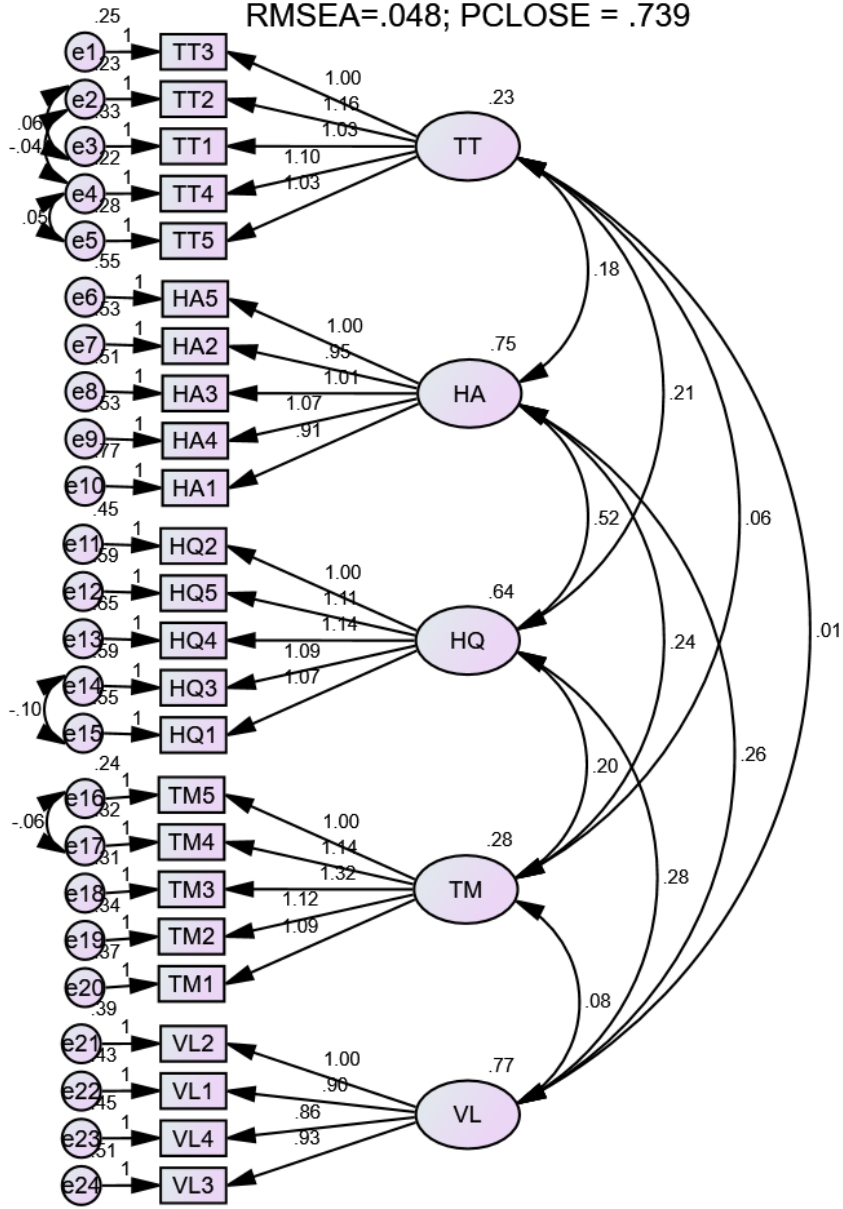 RMSEA=.048; PCLOSE = .739
.25
e1 1 TT3
.23
e2 1 TT2
.33
e3 1 TT1
.22
e4 1 TT4
.28
e5 1 TT5
.06
-.04
.05
1.00
1.16
1.03
1.10
1.03
.23
TT
.55
e6 1 HA5
.53
e7 1 HA2
.51
e8 1 HA3
.53
e9 1 HA4
.77
e10 1 HA1
1.00
.95
1.01
1.07
.91
.75
HA
.45
e11 1 HQ2
.59
e12 1 HQ5
.65
e13 1 HQ4
.59
e14 1 HQ3
.55
e15 1 HQ1
-.10
1.00
1.11
1.14
1.09
1.07
.64
HQ
.24
e16 1 TM5
.32
e17 1 TM4
.31
e18 1 TM3
.34
e19 1 TM2
.37
e20 1 TM1
-.06
1.00
1.14
1.32
1.12
1.09
.28
TM
.39
e21 1 VL2
.43
e22 1 VL1
.45
e23 1 VL4
.51
e24 1 VL3
1.00
.90
.86
.93
.77
VL
.18
.21
.06
.01
.52
.24
.26
.20
.28
.08